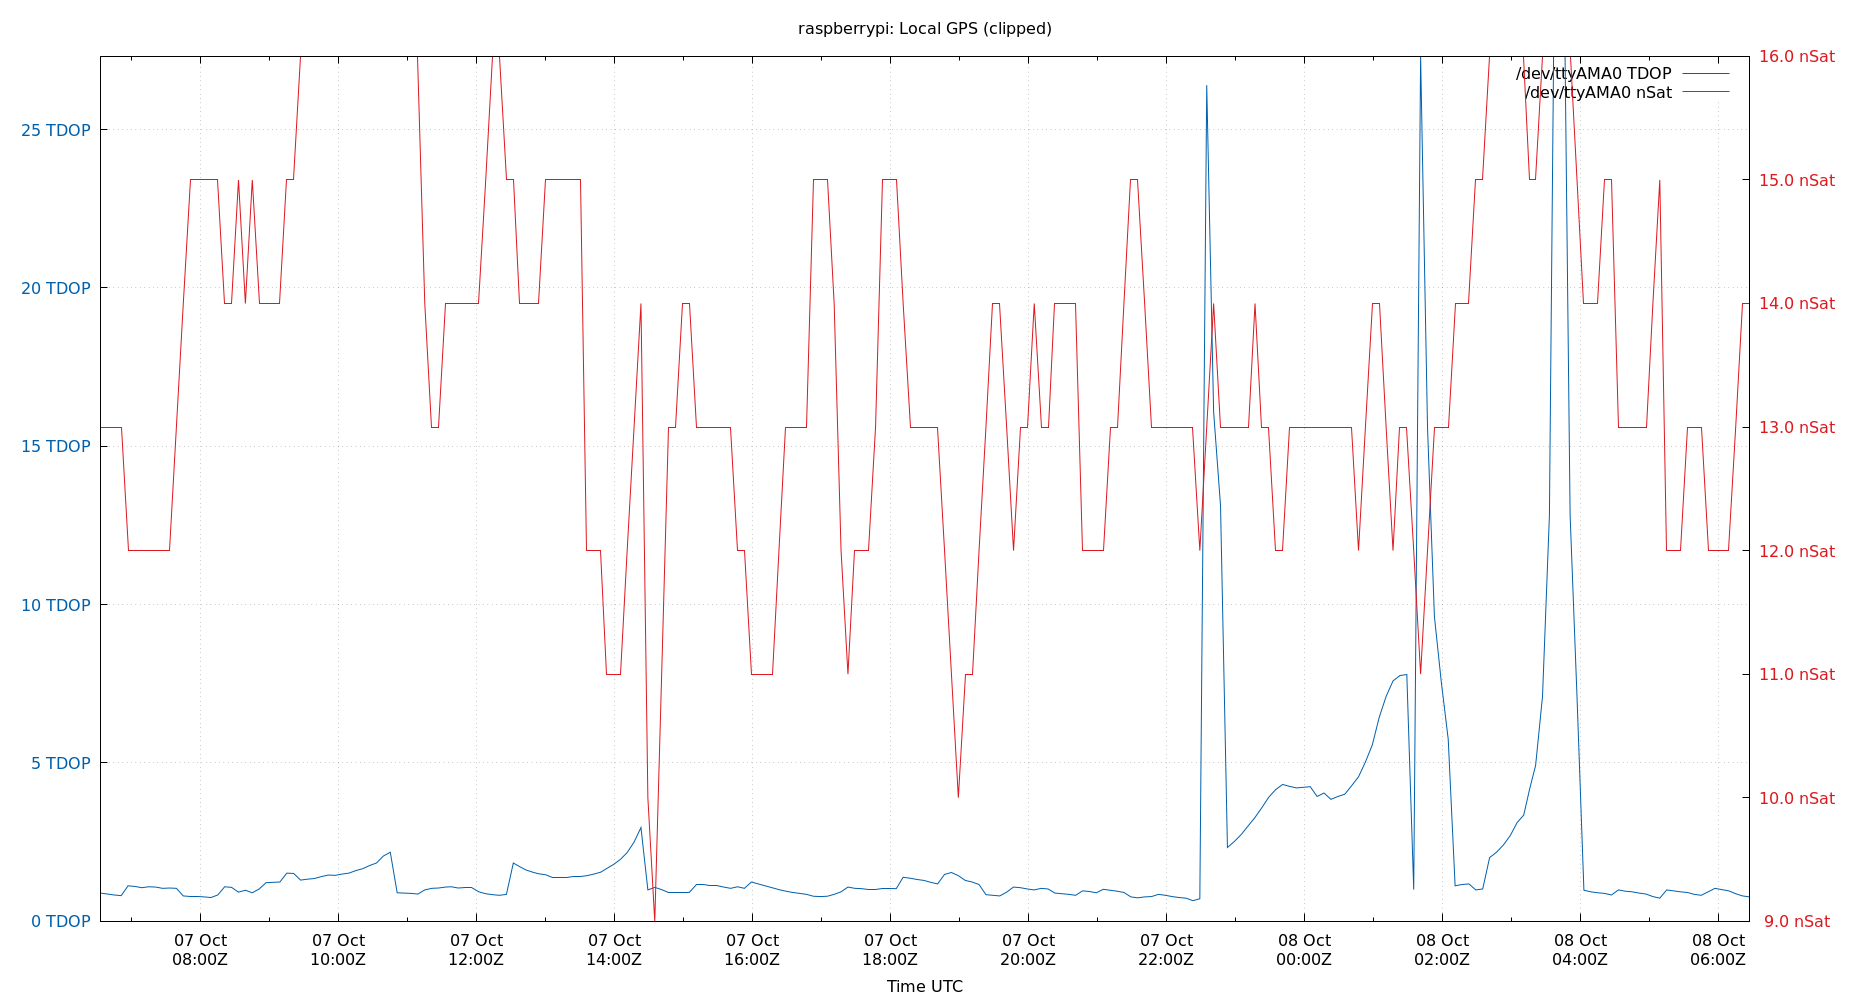 raspberrypi: Local GPS (clipped)
16.0 nSat
/dev/ttyAMA0 TDOP
/dev/ttyAMA0 nSat
25 TDOP
15.0 nSat
20 TDOP
14.0 nSat
15 TDOP
13.0 nSat
12.0 nSat
10 TDOP
11.0 nSat
5 TDOP
10.0 nSat
0 TDOP
9.0 nSat
07 Oct 07 Oct 07 Oct 07 Oct 07 Oct 07 Oct 07 Oct 07 Oct 08 Oct 08 Oct 08 Oct 08 Oct
08:00Z 10:00Z 12:00Z 14:00Z 16:00Z 18:00Z 20:00Z 22:00Z 00:00Z 02:00Z 04:00Z 06:00Z
Time UTC